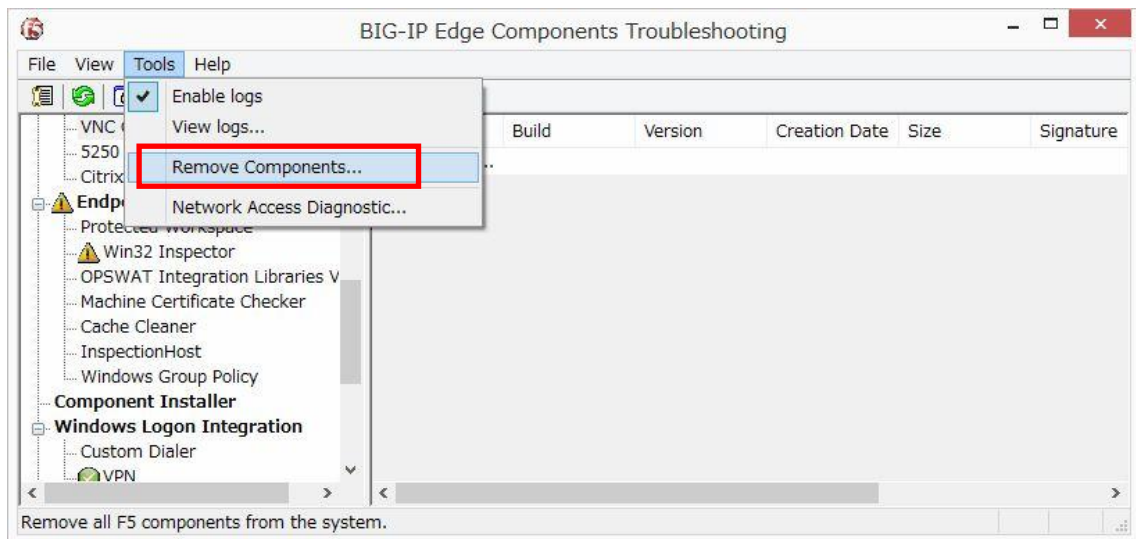 BIG-IP Edge Components Troubleshooting
File View Tools Help
Enable logs
View logs...
Remove Components...
Network Access Diagnostic...
Build Version Creation Date Size Signature
..
VNC
5250
Citrix
Endp
Protected Workspace
Win32 Inspector
OPSWAT Integration Libraries V
Machine Certificate Checker
Cache Cleaner
InspectionHost
Windows Group Policy
Component Installer
Windows Logon Integration
Custom Dialer
VPN
Remove all F5 components from the system.